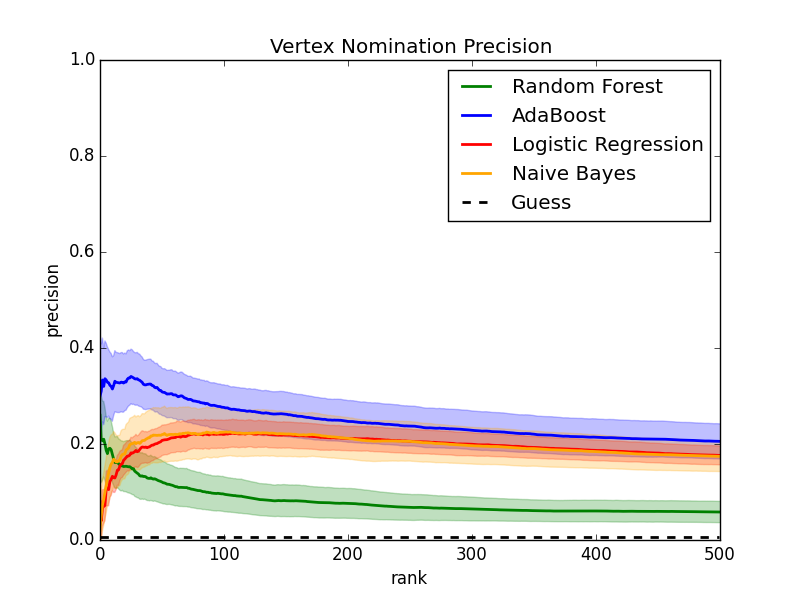 Vertex Nomination Precision
1.0
0.8
0.6
0.4
0.2
0.0
precision
Random Forest
AdaBoost
Logistic Regression
Naive Bayes
Guess
0 100 200 300 400 500
rank